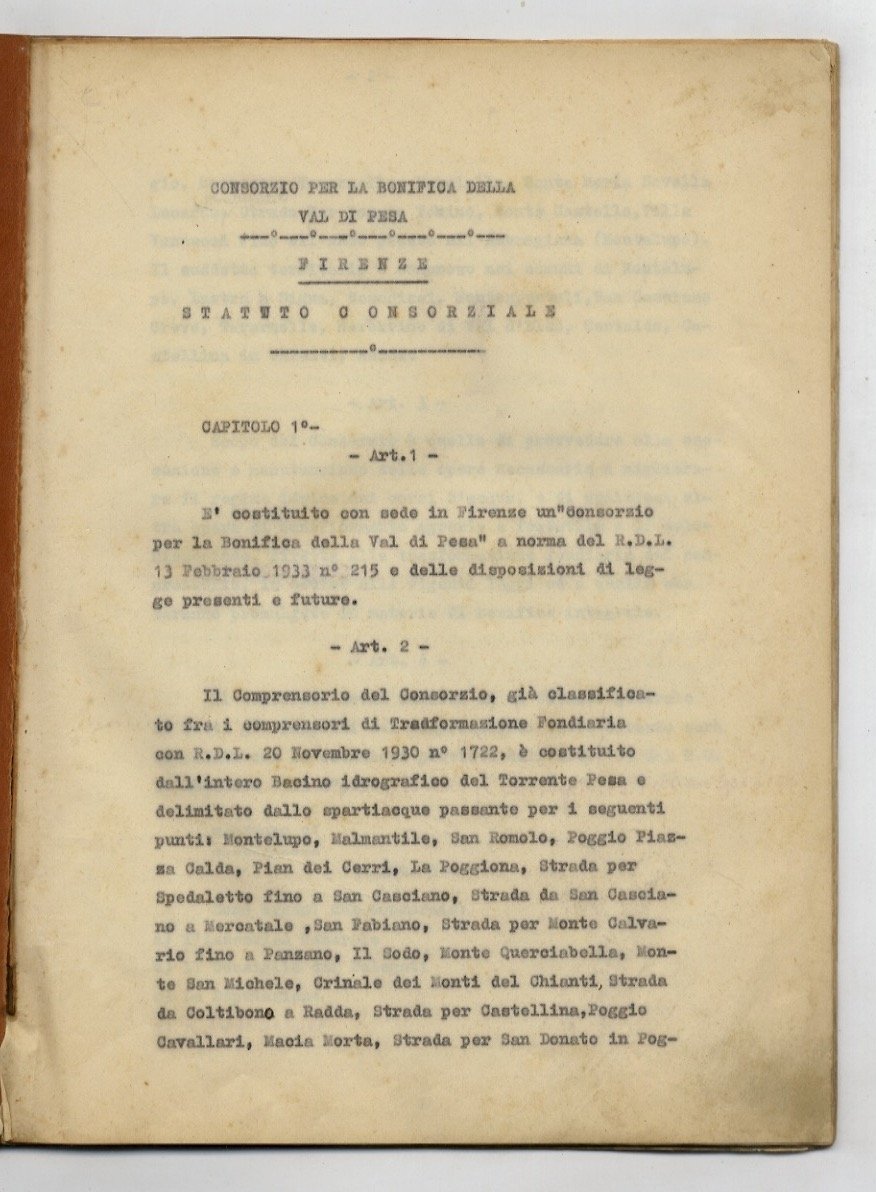 CONSORZIO PER LA BONIFICA DELLA
VAL DI PESA
---°---°---°---°---°---°---
F I R E N Z E
S T A T U T O   C O N S O R Z I A L E
-----------°------------
CAPITOLO 1°-
- Art.1 -
E' costituito con sede in Firenze un"Consorzio
per la Bonifica della Val di Pesa" a norma del R.D.L.
13 Febbraio 1933 n° 215 e delle disposizioni di leg-
ge presenti e future.
- Art. 2 -
Il Comprensorio del Consorzio, già classifica-
to fra i comprensori di Tradformazione Fondiaria
con R.D.L. 20 Novembre 1930 n° 1722, è costituito
dall'intero Bacino idrografico del Torrente Pesa e
delimitato dallo spartiacque passante per i seguenti
punti: Montelupo, Malmantile, San Romolo, Poggio Piaz-
za Calda, Pian dei Cerri, La Poggiona, Strada per
Spedaletto fino a San Casciano, Strada da San Cascia-
no a Mercatale ,San Fabiano, Strada per Monte Calva-
rio fino a Panzano, Il Sodo, Monte Querciabella, Mon-
te San Michele, Crinale dei Monti del Chianti, Strada
da Coltibono a Radda, Strada per Castellina,Poggio
Cavallari, Macia Morta, Strada per San Donato in Pog-